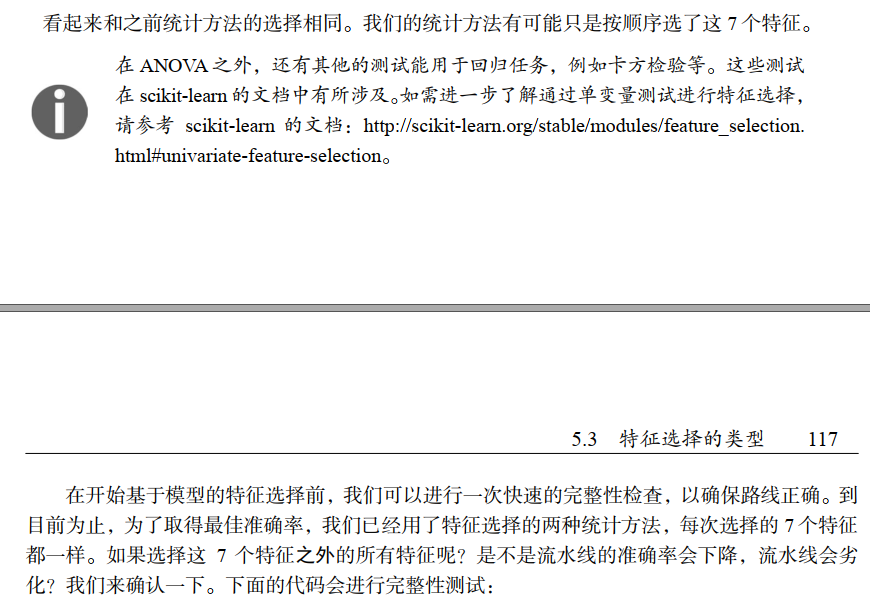 看起来和之前统计方法的选择相同。我们的统计方法有可能只是按顺序选了这 7 个特征。
在 ANOVA 之外，还有其他的测试能用于回归任务，例如卡方检验等。这些测试
在 scikit-learn 的文档中有所涉及。如需进一步了解通过单变量测试进行特征选择，
请参考 scikit-learn 的文档：http://scikit-learn.org/stable/modules/feature_selection.
html#univariate-feature-selection。
5.3 特征选择的类型 117
在开始基于模型的特征选择前，我们可以进行一次快速的完整性检查，以确保路线正确。到
目前为止，为了取得最佳准确率，我们已经用了特征选择的两种统计方法，每次选择的 7 个特征
都一样。如果选择这 7 个特征之外的所有特征呢？是不是流水线的准确率会下降，流水线会劣
化？我们来确认一下。下面的代码会进行完整性测试：